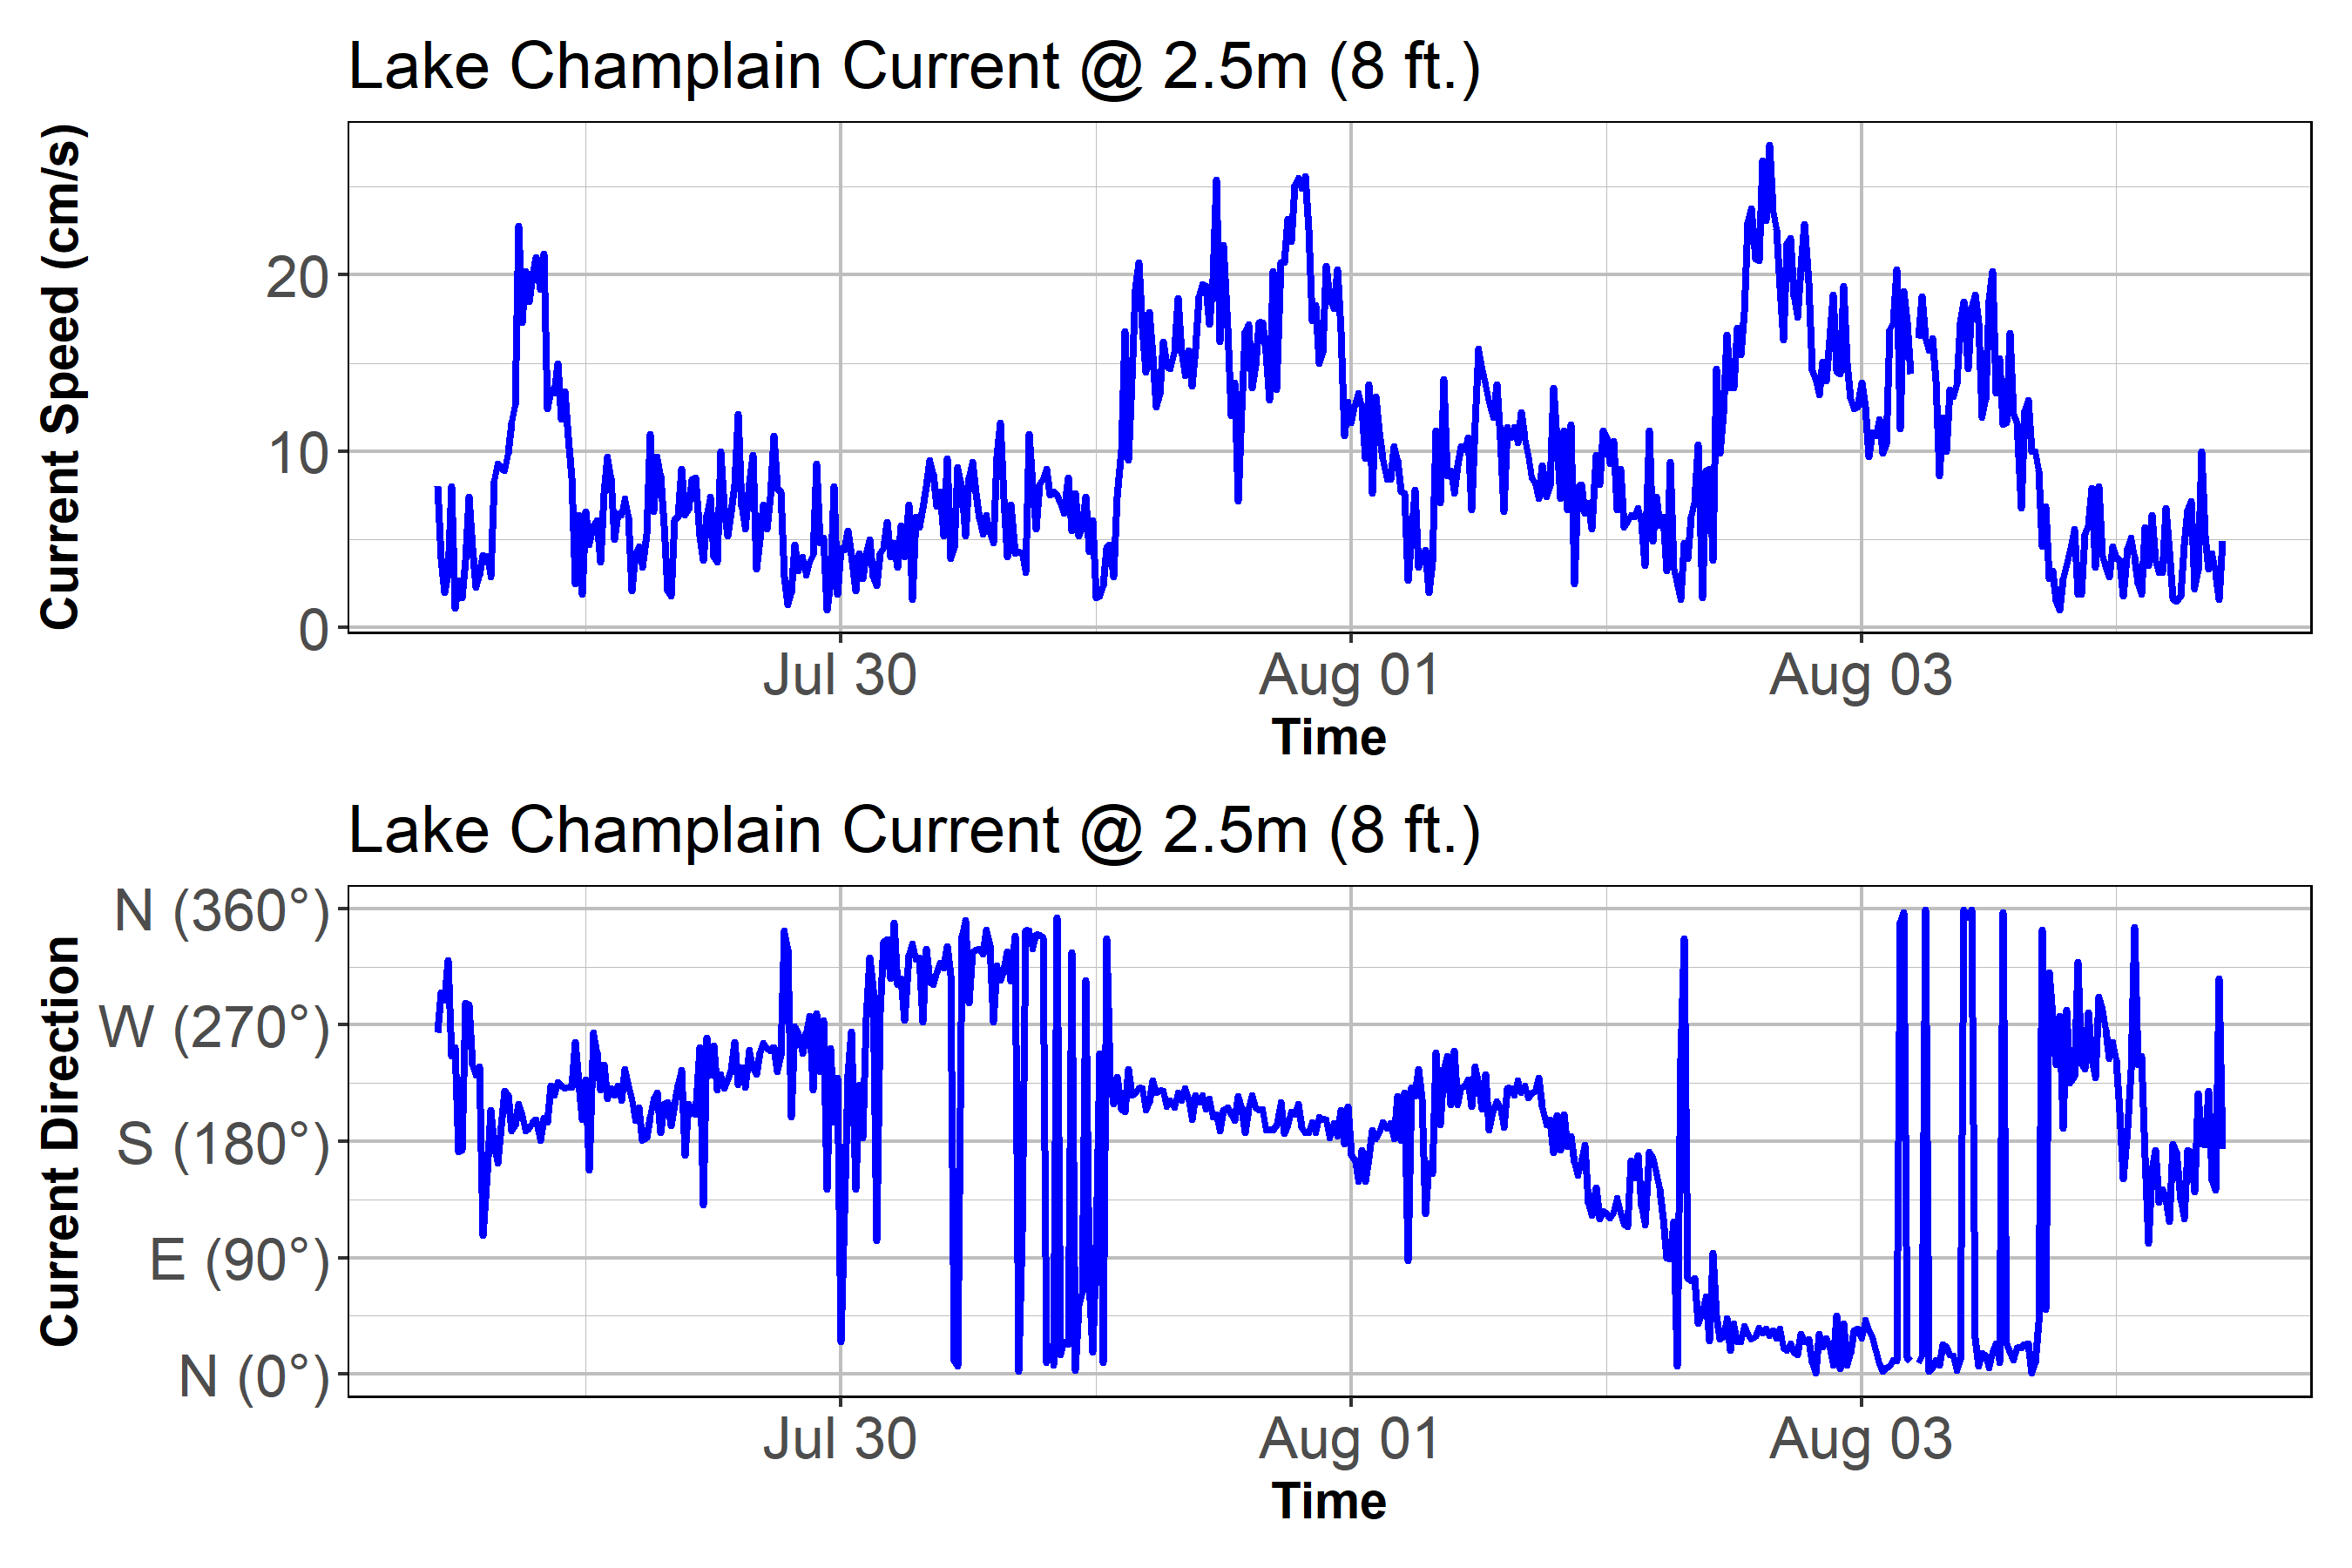 Lake Champlain Current @ 2.5m (8 ft.)
Current Speed (cm/s)
20
10
0
Jul 30 Aug 01 Aug 03
Time
Lake Champlain Current @ 2.5m (8 ft.)
Current Direction
N (360°)
W (270°)
S (180°)
E (90°)
N (0°)
Jul 30 Aug 01 Aug 03
Time